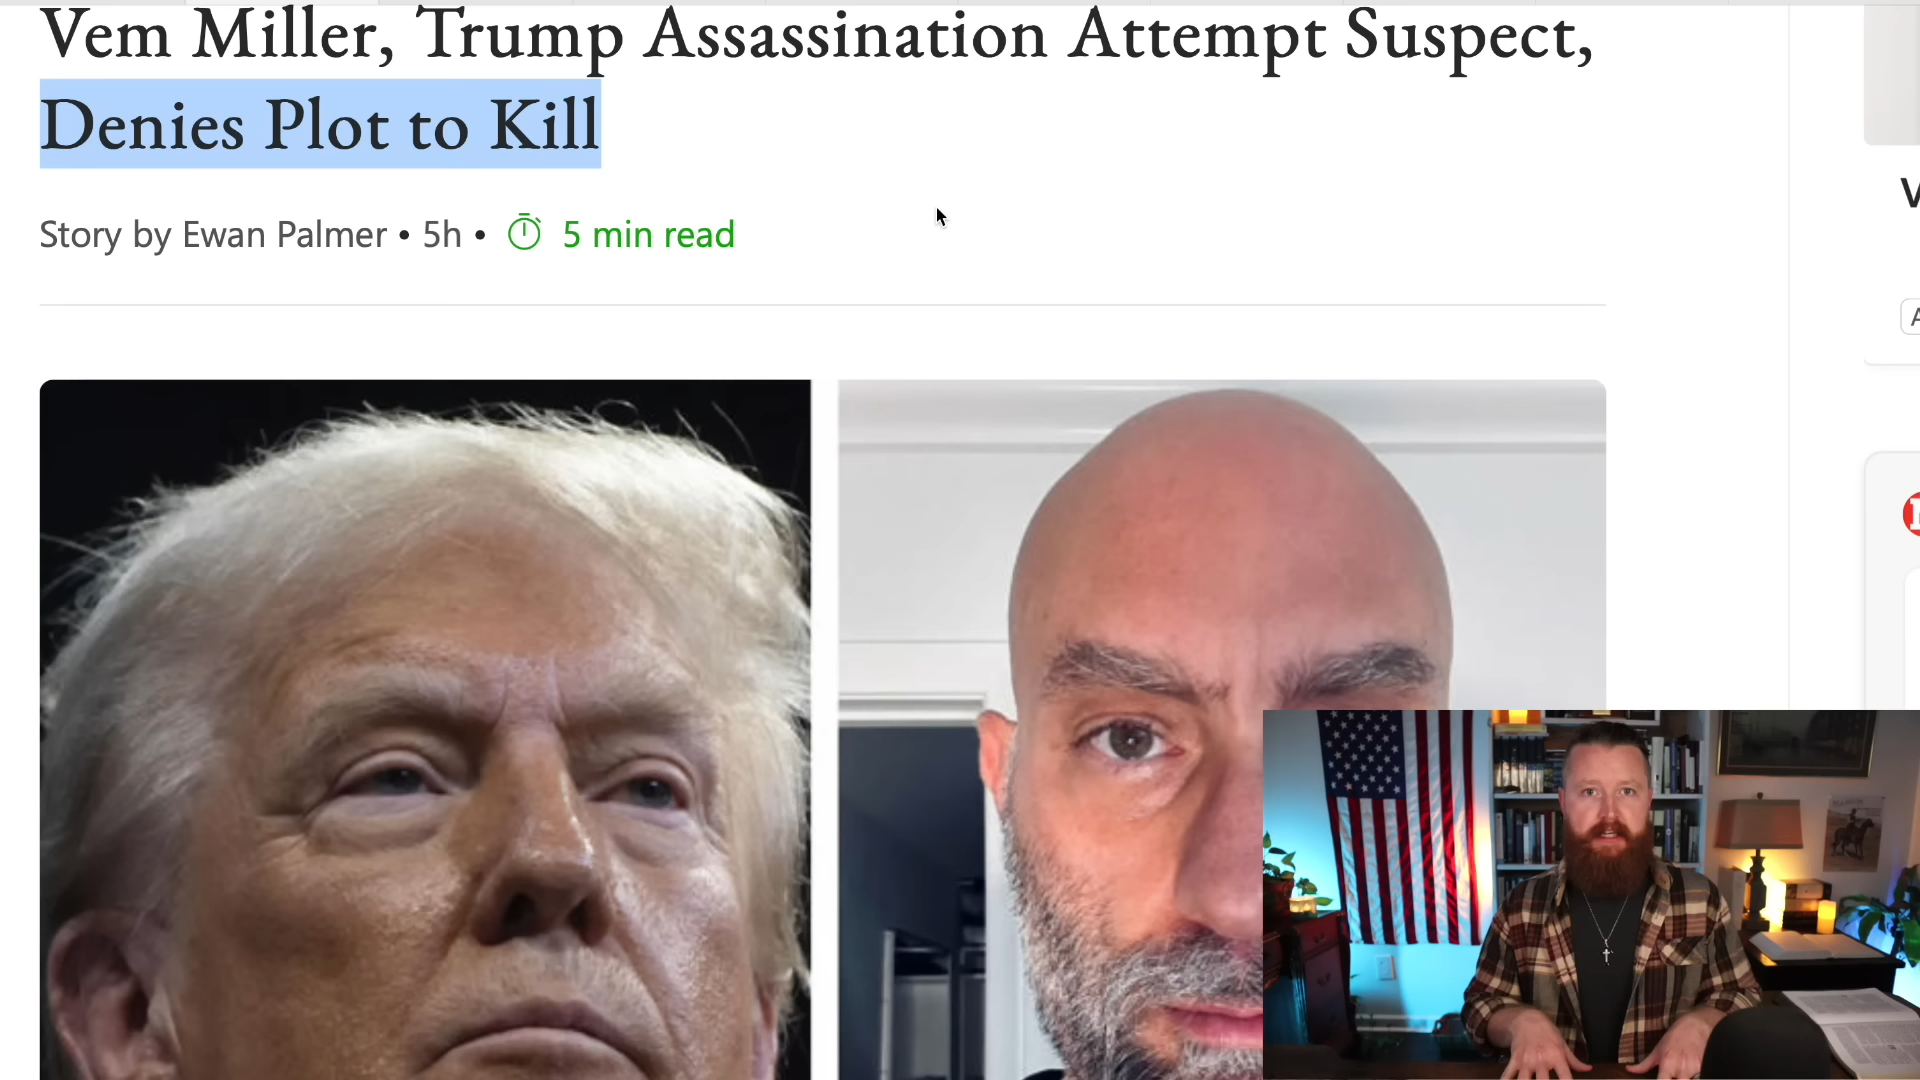 Vem Miller, Trump Assassination Attempt Suspect,
Denies Plot to Kill
Story by Ewan Palmer • 5h • 5 min read